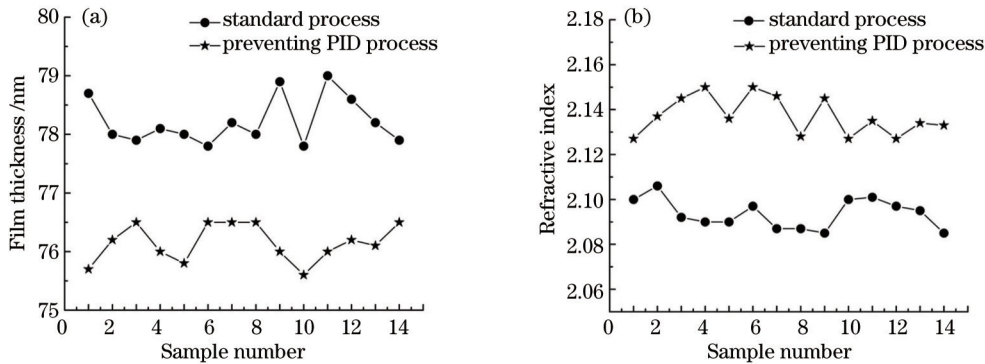 (a)
standard process
preventing PID process
80
79
78
77
76
75
Film thickness /nm
0 2 4 6 8 10 12 14
Sample number
(b)
standard process
preventing PID process
2.18
2.16
2.14
2.12
2.10
2.08
2.06
Refractive index
0 2 4 6 8 10 12 14
Sample number